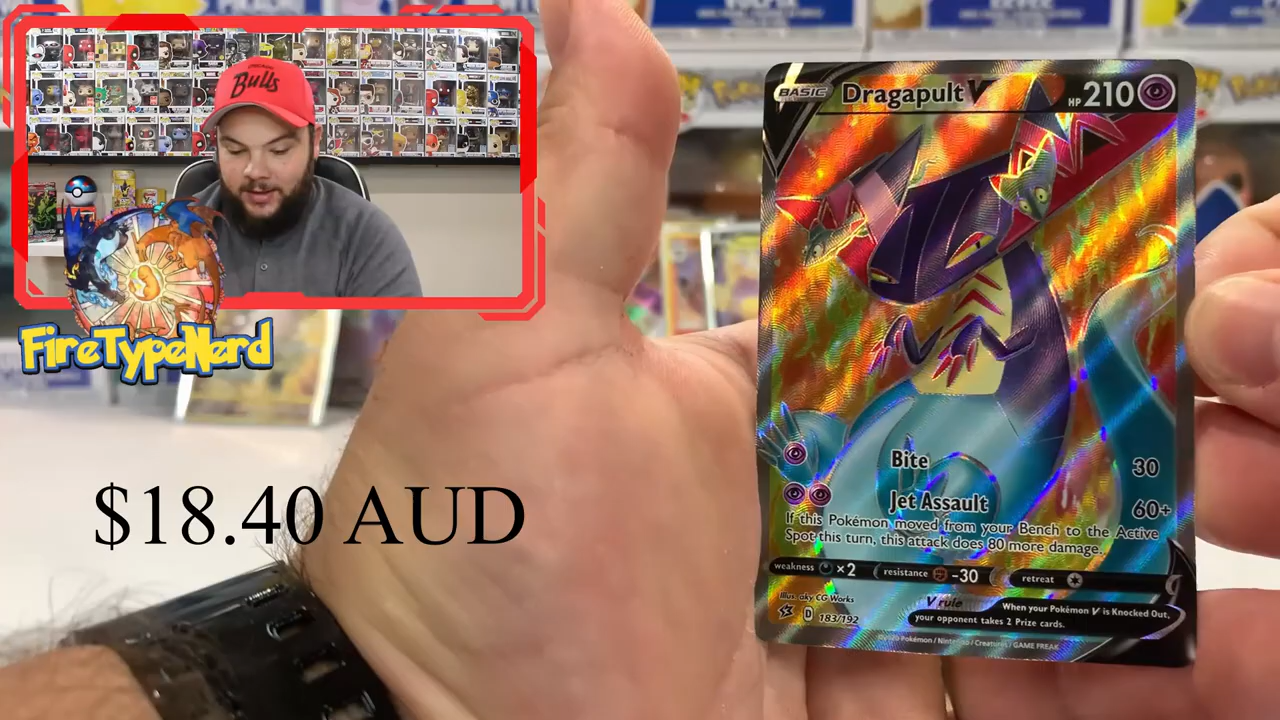 CHICAGO
Bulls
FireTypeNerd
$18.40 AUD
BASIC
Dragapult V
HP 210
Bite 30
Jet Assault 60+
If this Pokémon moved from your Bench to the Active
Spot this turn, this attack does 80 more damage.
weakness ×2 resistance -30 retreat
Illus. aky CG Works
D 183/192
V rule When your Pokémon V is Knocked Out,
your opponent takes 2 Prize cards.
©2020 Pokémon / Nintendo / Creatures / GAME FREAK